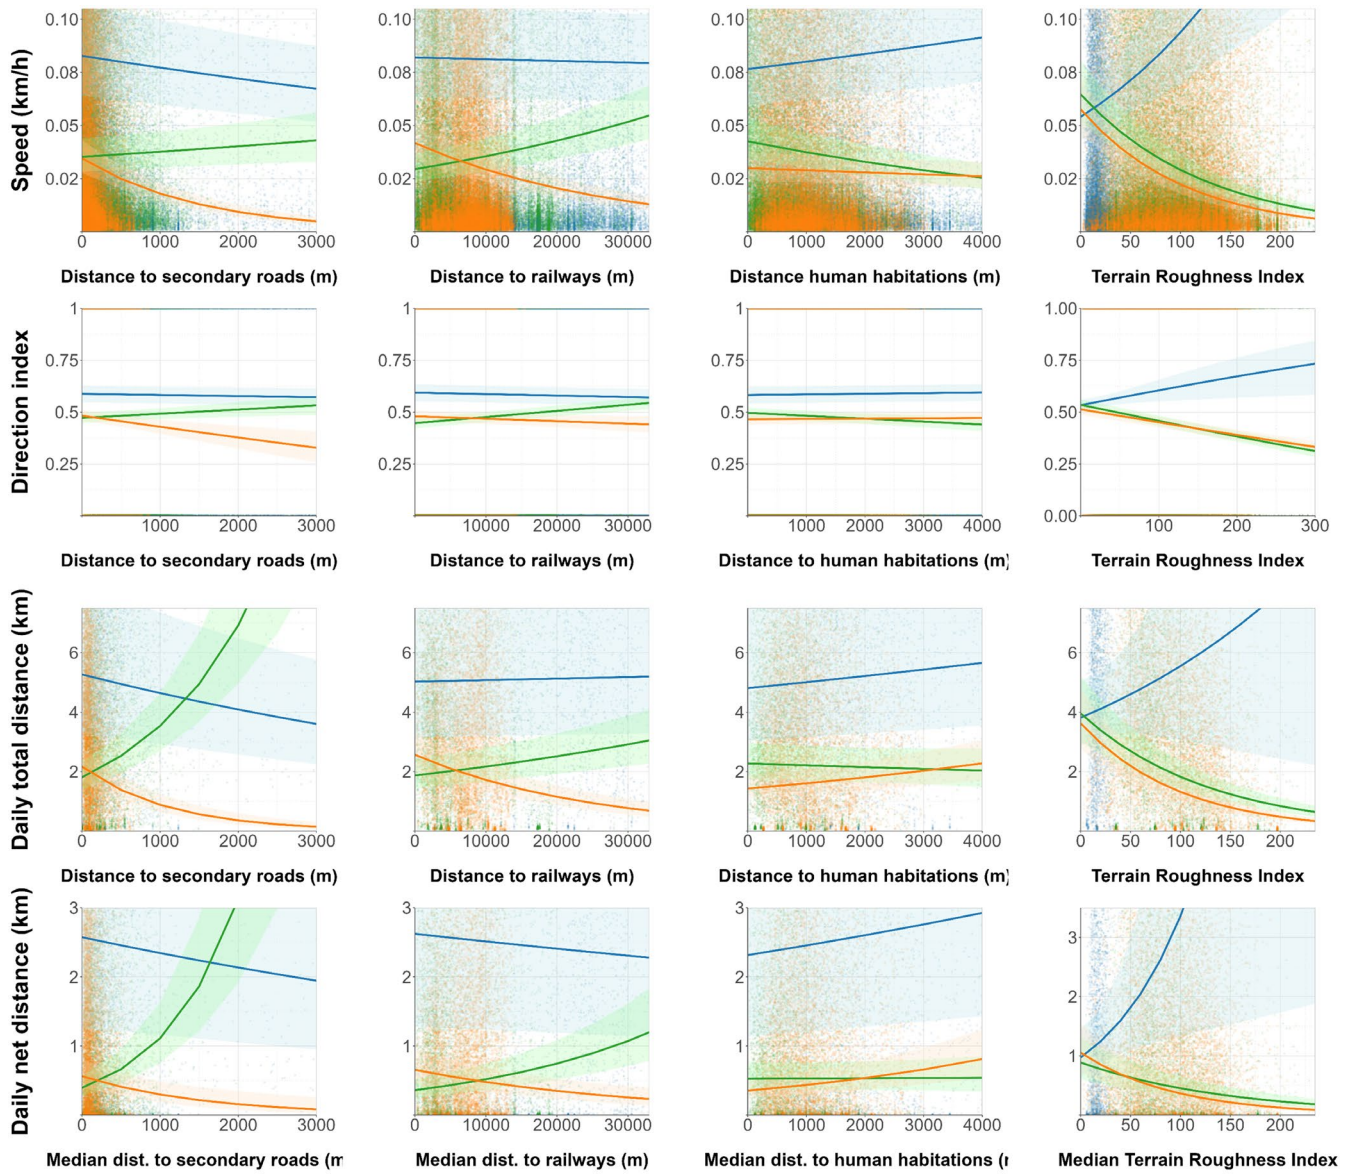 Speed (km/h)
0.10
0.08
0.05
0.02
0 1000 2000 3000
Distance to secondary roads (m)
0.10
0.08
0.05
0.02
0 10000 20000 30000
Distance to railways (m)
0.10
0.08
0.05
0.02
0 1000 2000 3000 4000
Distance human habitations (m)
0.10
0.08
0.05
0.02
0 50 100 150 200
Terrain Roughness Index
Direction index
1
0.75
0.5
0.25
1000 2000 3000
Distance to secondary roads (m)
1
0.75
0.5
0.25
10000 20000 30000
Distance to railways (m)
1
0.75
0.5
0.25
1000 2000 3000 4000
Distance to human habitations (m)
1.00
0.75
0.50
0.25
0.00
100 200 300
Terrain Roughness Index
Daily total distance (km)
6
4
2
0 1000 2000 3000
Distance to secondary roads (m)
6
4
2
0 10000 20000 30000
Distance to railways (m)
6
4
2
0 1000 2000 3000 4000
Distance to human habitations (m)
6
4
2
0 50 100 150 200
Terrain Roughness Index
Daily net distance (km)
3
2
1
0 1000 2000 3000
Median dist. to secondary roads (m
3
2
1
0 10000 20000 30000
Median dist. to railways (m)
3
2
1
0 1000 2000 3000 4000
Median dist. to human habitations (
3
2
1
0 50 100 150 200
Median Terrain Roughness Index